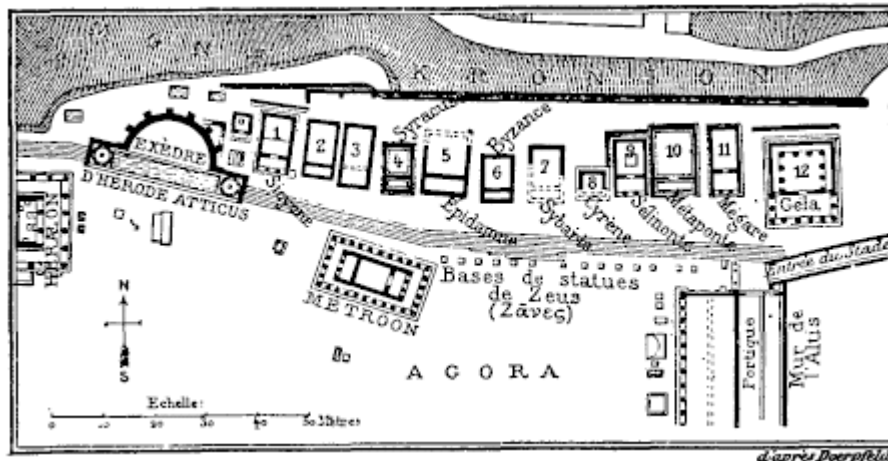 KRONION
EXÈDRE
D'HÉRODE ATTICUS
HÉRÆON
1
2
3
4
5
6
7
8
9
10
11
12
Sicyone
Syracuse
Epidamne
Byzance
Sybaris
Cyrène
Sélinonte
Métaponte
Mégare
Géla
Entrée du Stade
METROON
Bases de statues
de Zeus
(Ζᾶνες)
AGORA
Portique
Mur de
l'Altis
N
S
Echelle:
0 10 20 30 40 50 Mètres
d'après Doerpfeld